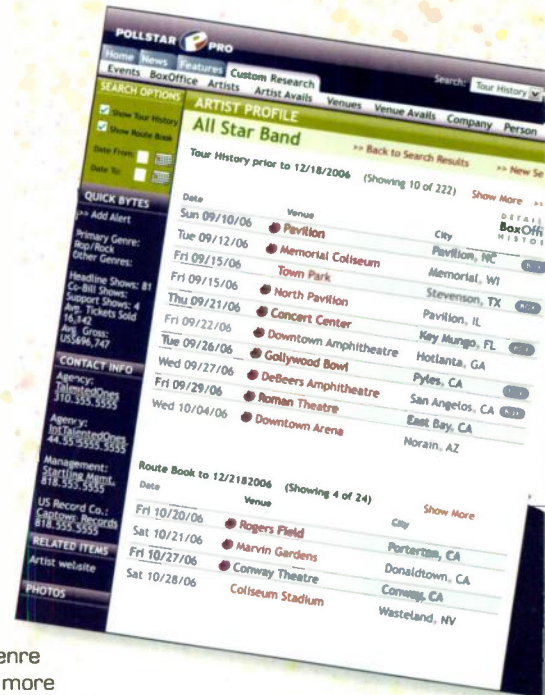 POLLSTAR PRO
Home News Features Custom Research
Search: Tour History
Events BoxOffice Artists Artist Avails Venues Venue Avails Company Person
SEARCH OPTIONS
Show Tour History
Show Route Book
Date From:
Date To:
QUICK BYTES
>> Add Alert
Primary Genre:
Pop/Rock
Other Genres:
Headline Shows: 81
Co-Bill Shows:
Support Shows: 4
Avg. Tickets Sold
16,342
Avg. Gross:
US$696,747
CONTACT INFO
Agency:
TalentedOnes
310.555.5555
Agency:
IntTalentedOnes
44.55.5555.5555
Management:
Startling Mgmt.
818.555.5555
US Record Co.:
Captows Records
818.555.5555
RELATED ITEMS
Artist website
PHOTOS
ARTIST PROFILE
All Star Band
>> Back to Search Results >> New Se
Tour History prior to 12/18/2006 (Showing 10 of 222) Show More >>
DETAIL
BoxOffi
HISTO
Date Venue City
Sun 09/10/06 Pavilion Pavilion, NC
Tue 09/12/06 Memorial Coliseum Memorial, WI
Fri 09/15/06 Town Park Stevenson, TX
Fri 09/15/06 North Pavilion Pavilion, IL
Thu 09/21/06 Concert Center Key Mungo, FL
Fri 09/22/06 Downtown Amphitheatre Hotlanta, GA
Tue 09/26/06 Gollywood Bowl Pyles, CA
Wed 09/27/06 DeBeers Amphitheatre San Angelos, CA
Fri 09/29/06 Roman Theatre East Bay, CA
Wed 10/04/06 Downtown Arena Norain, AZ
Route Book to 12/2182006 (Showing 4 of 24) Show More
Date Venue City
Fri 10/20/06 Rogers Field Porterton, CA
Sat 10/21/06 Marvin Gardens Donaldtown, CA
Fri 10/27/06 Conway Theatre Conway, CA
Sat 10/28/06 Coliseum Stadium Wasteland, NV
enre
more